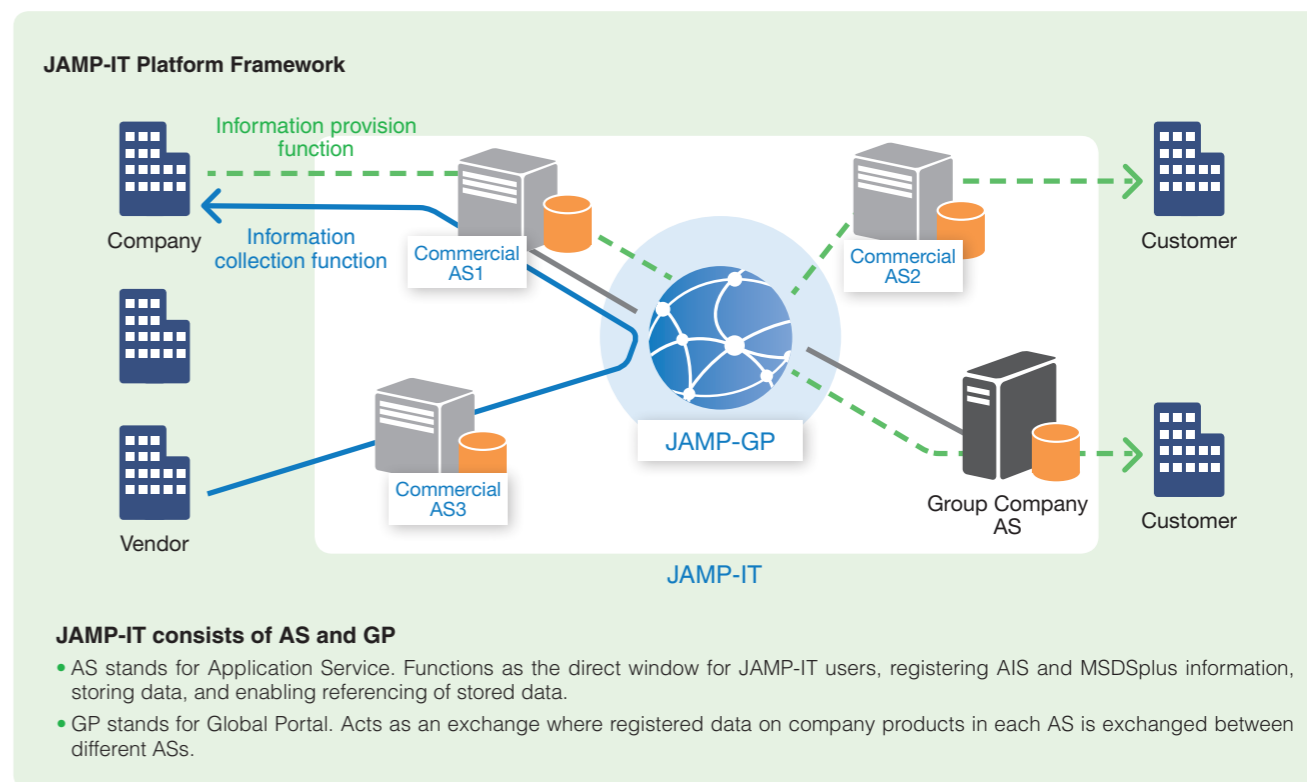 JAMP-IT Platform Framework
Information provision
function
Company
Information
collection function
Commercial
AS1
Commercial
AS2
Customer
JAMP-GP
Commercial
AS3
Vendor
Group Company
AS
Customer
JAMP-IT
JAMP-IT consists of AS and GP
• AS stands for Application Service. Functions as the direct window for JAMP-IT users, registering AIS and MSDSplus information,
storing data, and enabling referencing of stored data.
• GP stands for Global Portal. Acts as an exchange where registered data on company products in each AS is exchanged between
different ASs.